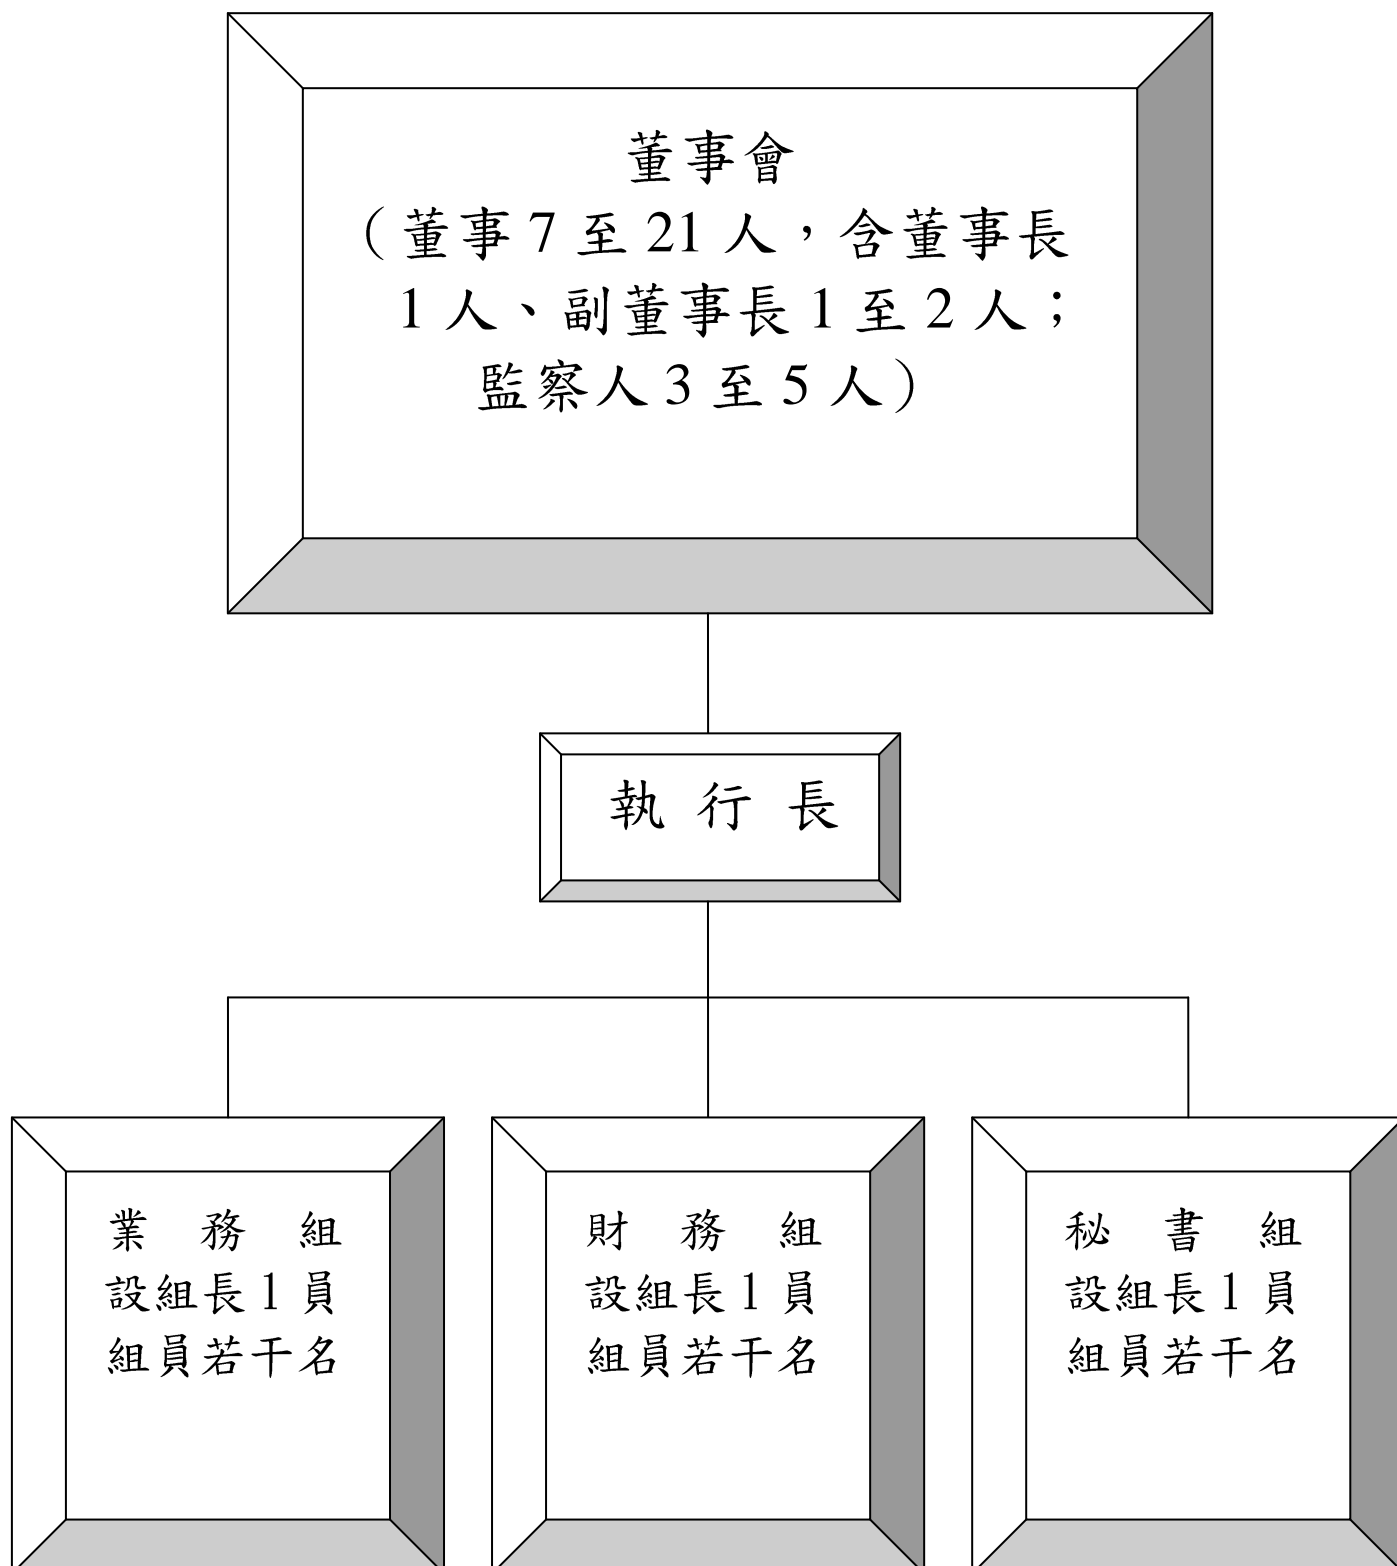 董事會
（董事 7 至 21 人，含董事長
1 人、副董事長 1 至 2 人；
監察人 3 至 5 人）
執 行 長
業 務 組
設組長 1 員
組員若干名
財 務 組
設組長 1 員
組員若干名
秘 書 組
設組長 1 員
組員若干名